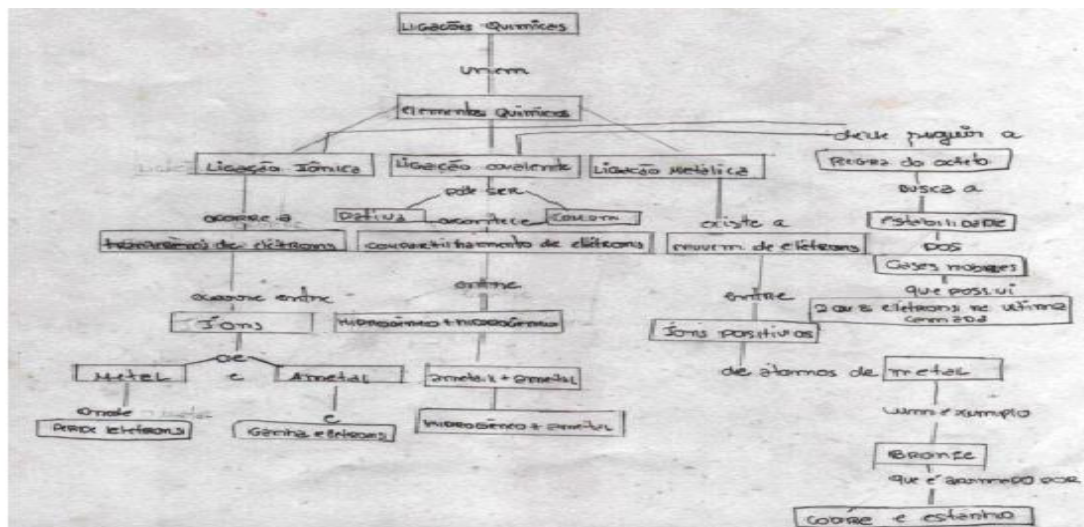 Ligações Químicas
unem
elementos Químicos
deve seguir a
Ligação Iônica
Ligação covalente
Ligação Metálica
Regra do octeto
pode ser
busca a
ocorre a
Dativa
acontece
comum
existe a
estabilidade
de elétrons
compartilhamento de elétrons
nuvem de elétrons
dos
Gases nobres
ocorre entre
entre
entre
que possui
2 ou 8 elétrons na ultima
camada
Íons
Hidrogênio + Hidrogênio
Íons positivos
de
Metal
e
Ametal
ametal + ametal
de átomos de metal
onde
e
um exemplo
Perde elétrons
Ganha elétrons
Hidrogênio + ametal
Bronze
que é formado por
cobre e estanho